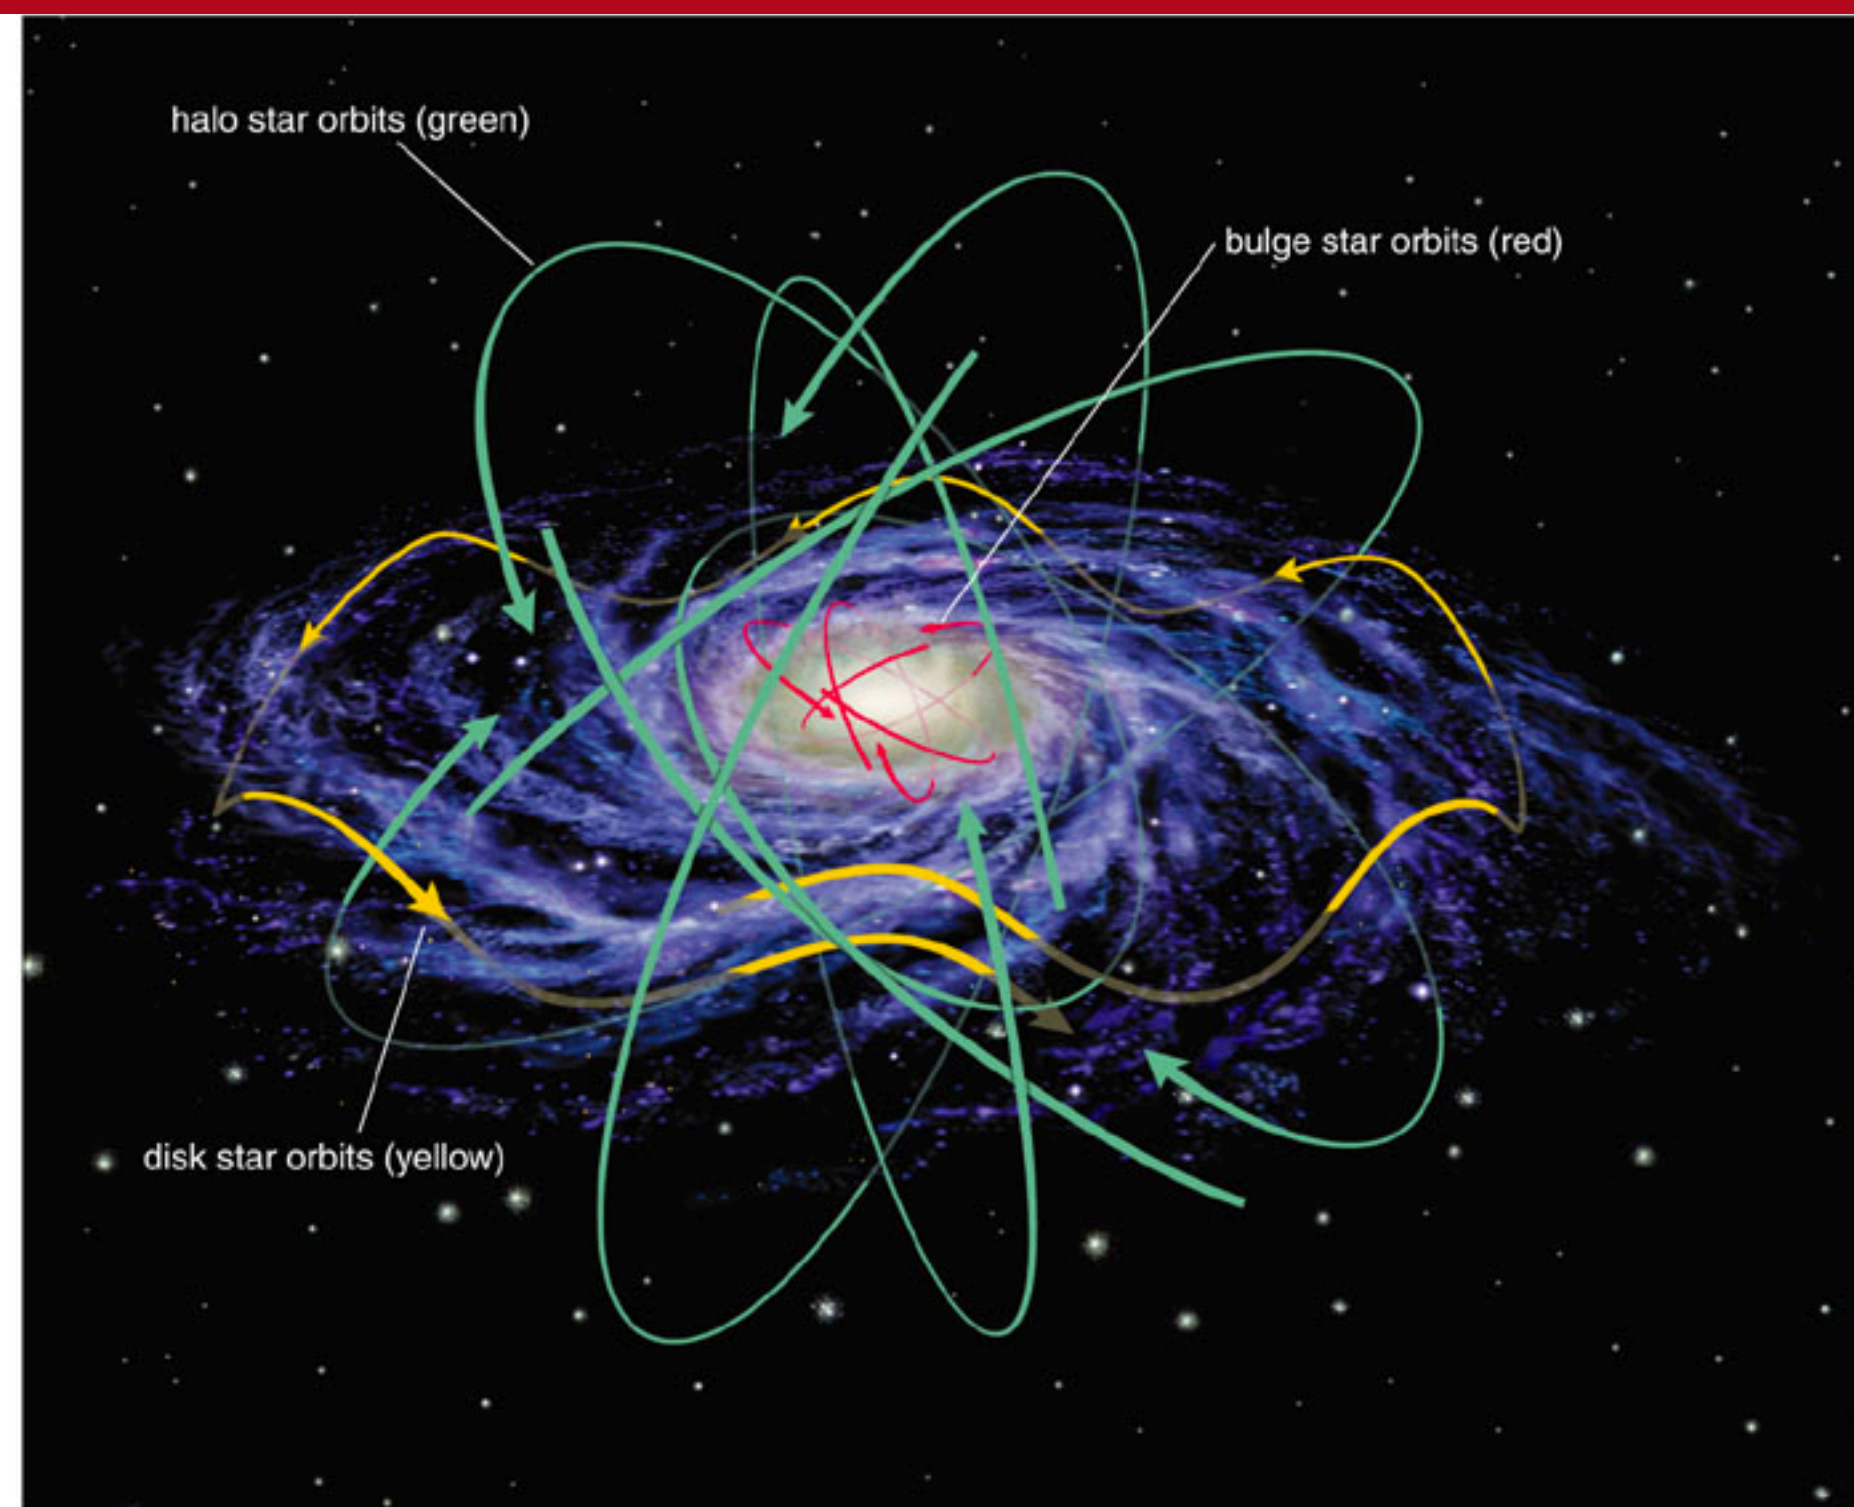 halo star orbits (green)
bulge star orbits (red)
disk star orbits (yellow)